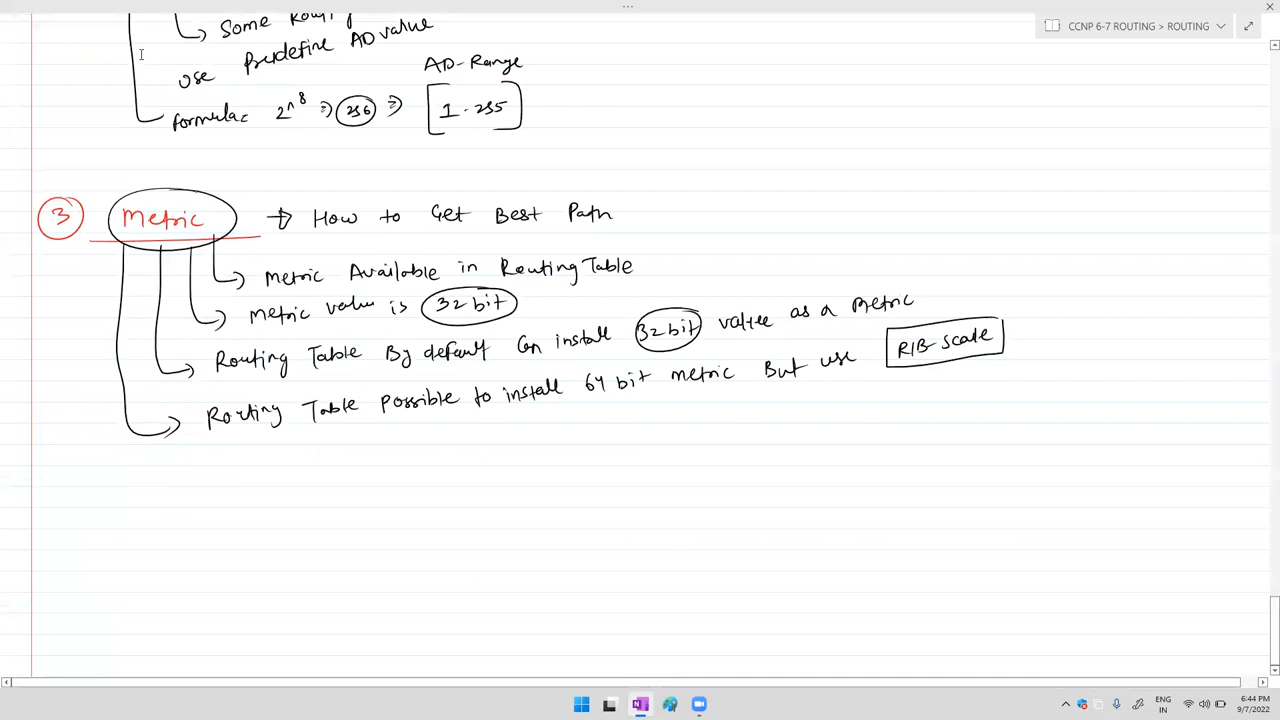 Some Routing
use Predefine AD value
AD-Range
formula: 2^8 ⇒ 256 ⇒ [1-255]
CCNP 6-7 ROUTING > ROUTING
3 Metric → How to Get Best Path
Metric Available in Routing Table
Metric value is 32 bit
Routing Table By default Can install 32 bit value as a Metric
Routing Table possible to install 64 bit metric But use RIB-scale
ENG
IN
6:44 PM
9/7/2022